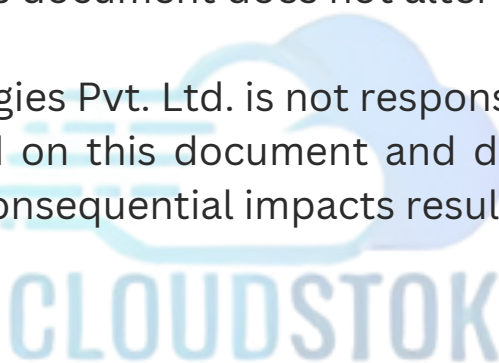 document does not alter
gies Pvt. Ltd. is not respons
on this document and d
onsequential impacts resul
CLOUDSTOK